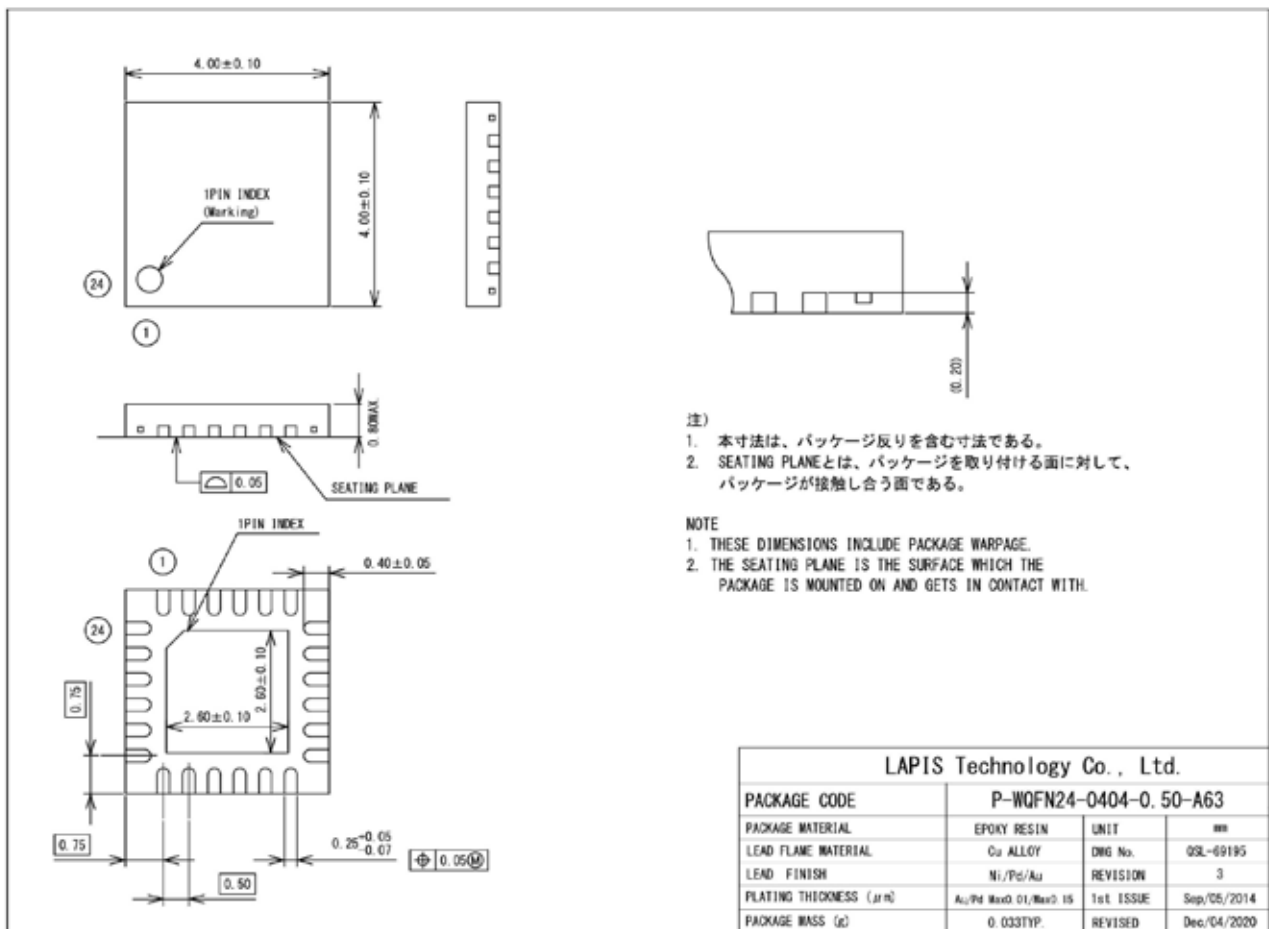 4.00±0.10
1PIN INDEX
(Marking)
4.00±0.10
24
1
(0.20)
0.80MAX.
0.05
SEATING PLANE
注)
1. 本寸法は、パッケージ反りを含む寸法である。
2. SEATING PLANEとは、パッケージを取り付ける面に対して、
パッケージが接触し合う面である。
NOTE
1. THESE DIMENSIONS INCLUDE PACKAGE WARPAGE.
2. THE SEATING PLANE IS THE SURFACE WHICH THE
PACKAGE IS MOUNTED ON AND GETS IN CONTACT WITH.
1PIN INDEX
1
0.40±0.05
24
0.75
2.60±0.10
2.60±0.10
0.75
0.50
0.25+0.05-0.07
⌖ 0.05Ⓜ
LAPIS Technology Co., Ltd.
PACKAGE CODE P-WQFN24-0404-0.50-A63
PACKAGE MATERIAL EPOXY RESIN UNIT mm
LEAD FLAME MATERIAL Cu ALLOY DWG No. QSL-69195
LEAD FINISH Ni/Pd/Au REVISION 3
PLATING THICKNESS (μm) Au/Pd Max0.01/Max0.15 1st ISSUE Sep/05/2014
PACKAGE MASS (g) 0.033TYP. REVISED Dec/04/2020